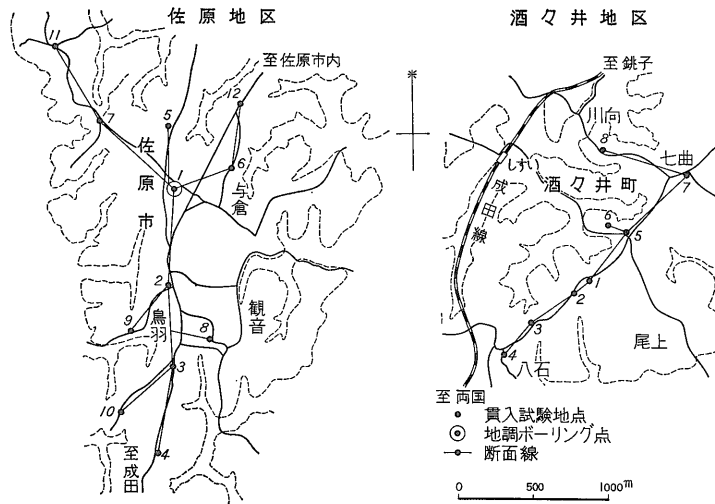 佐原地区
酒々井地区
至佐原市内
至銚子
11
12
7
5
佐原市
1
6
与倉
2
9
鳥羽
8
観音
3
10
4
至成田
川向
8
七曲
7
しすい
酒々井町
成田線
6
5
1
2
3
4
八石
尾上
至両国
貫入試験地点
地調ボーリング点
断面線
0 500 1000m